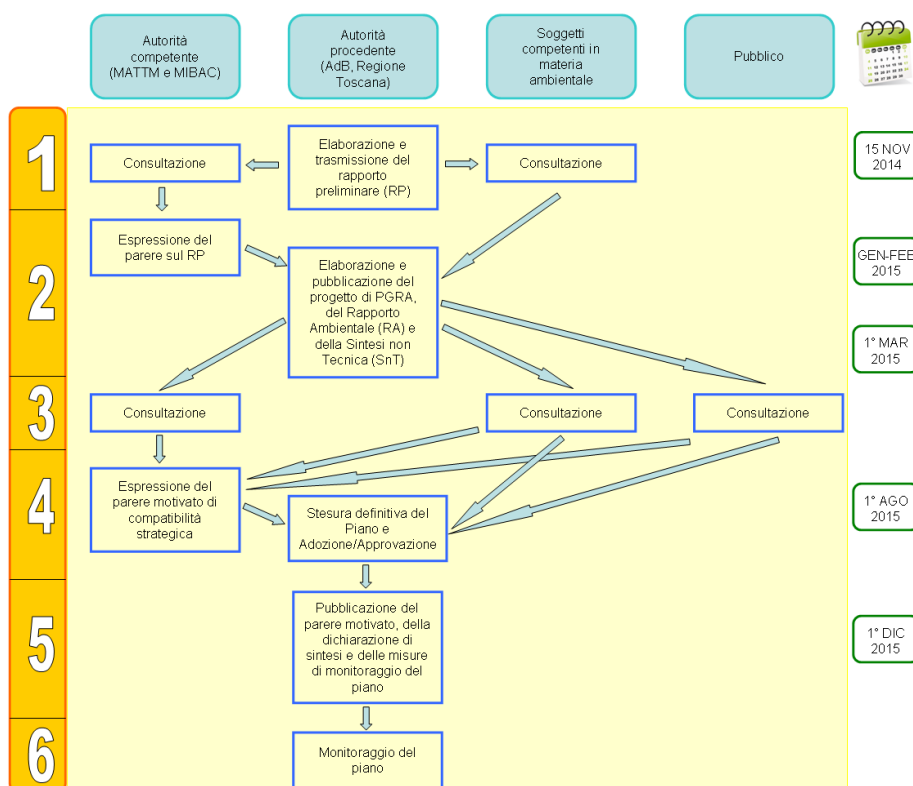 Autorità
competente
(MATTM e MIBAC)
Autorità
procedente
(AdB, Regione
Toscana)
Soggetti
competenti in
materia
ambientale
Pubblico
1
Consultazione
Elaborazione e
trasmissione del
rapporto
preliminare (RP)
Consultazione
15 NOV
2014
2
Espressione del
parere sul RP
Elaborazione e
pubblicazione del
progetto di PGRA,
del Rapporto
Ambientale (RA) e
della Sintesi non
Tecnica (SnT)
GEN-FEB
2015
1° MAR
2015
3
Consultazione
Consultazione
Consultazione
4
Espressione del
parere motivato di
compatibilità
strategica
Stesura definitiva del
Piano e
Adozione/Approvazione
1° AGO
2015
5
Pubblicazione del
parere motivato, della
dichiarazione di
sintesi e delle misure
di monitoraggio del
piano
1° DIC
2015
6
Monitoraggio del
piano